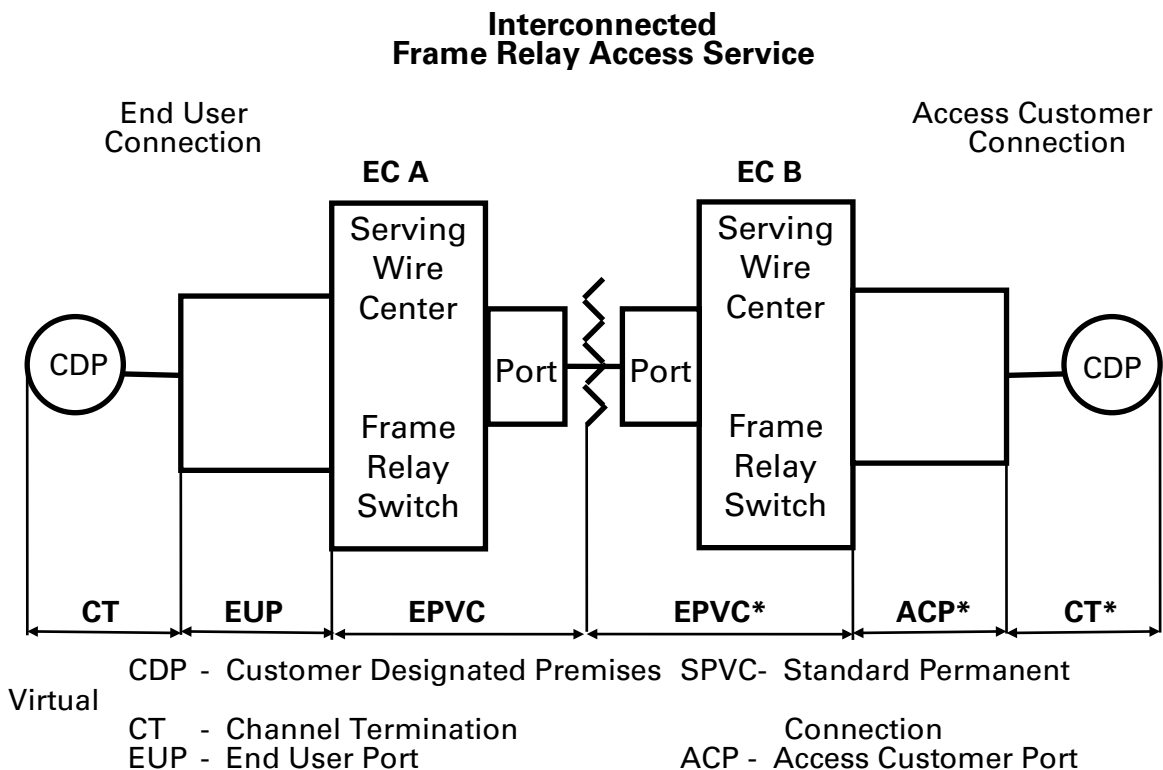 Interconnected
Frame Relay Access Service
End User
Connection
Access Customer
Connection
EC A
EC B
Serving
Wire
Center
Frame
Relay
Switch
Serving
Wire
Center
Frame
Relay
Switch
CDP
Port
Port
CDP
CT EUP EPVC EPVC* ACP* CT*
CDP - Customer Designated Premises SPVC- Standard Permanent
Virtual
CT - Channel Termination Connection
EUP - End User Port ACP - Access Customer Port